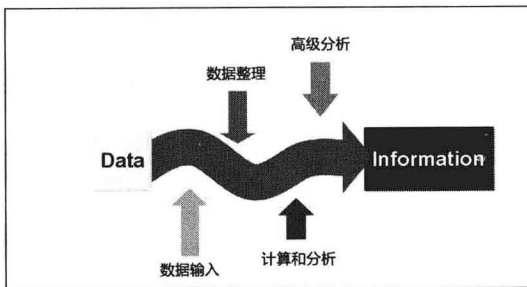 高级分析
数据整理
Data
Information
计算和分析
数据输入